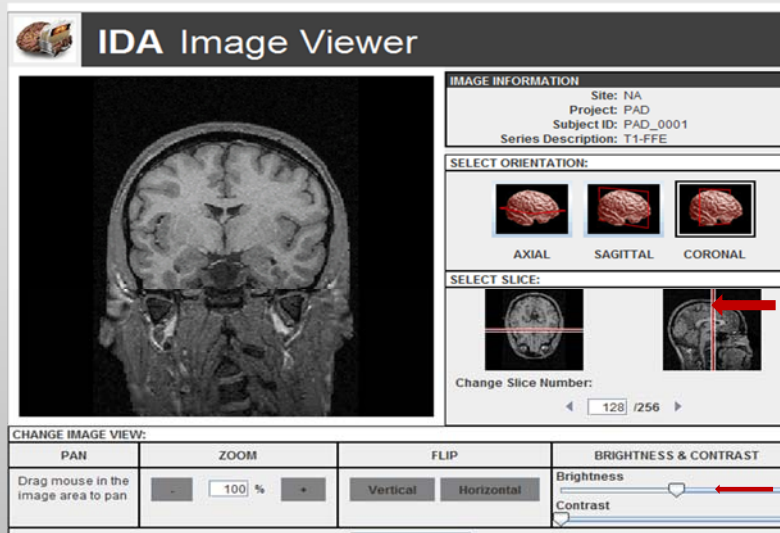 IDA Image Viewer
IMAGE INFORMATION
Site: NA
Project: PAD
Subject ID: PAD_0001
Series Description: T1-FFE
SELECT ORIENTATION:
AXIAL SAGITTAL CORONAL
SELECT SLICE:
Change Slice Number:
128 /256
CHANGE IMAGE VIEW:
PAN ZOOM FLIP BRIGHTNESS & CONTRAST
Drag mouse in the
image area to pan
- 100 % +
Vertical Horizontal
Brightness
Contrast